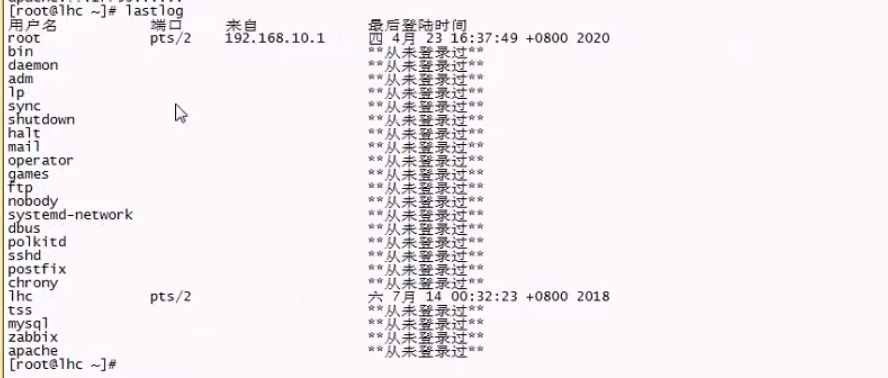 [root@lhc ~]# lastlog
用户名 端口 来自 最后登陆时间
root pts/2 192.168.10.1 四 4月 23 16:37:49 +0800 2020
bin **从未登录过**
daemon **从未登录过**
adm **从未登录过**
lp **从未登录过**
sync **从未登录过**
shutdown **从未登录过**
halt **从未登录过**
mail **从未登录过**
operator **从未登录过**
games **从未登录过**
ftp **从未登录过**
nobody **从未登录过**
systemd-network **从未登录过**
dbus **从未登录过**
polkitd **从未登录过**
sshd **从未登录过**
postfix **从未登录过**
chrony **从未登录过**
lhc pts/2 六 7月 14 00:32:23 +0800 2018
tss **从未登录过**
mysql **从未登录过**
zabbix **从未登录过**
apache **从未登录过**
[root@lhc ~]#